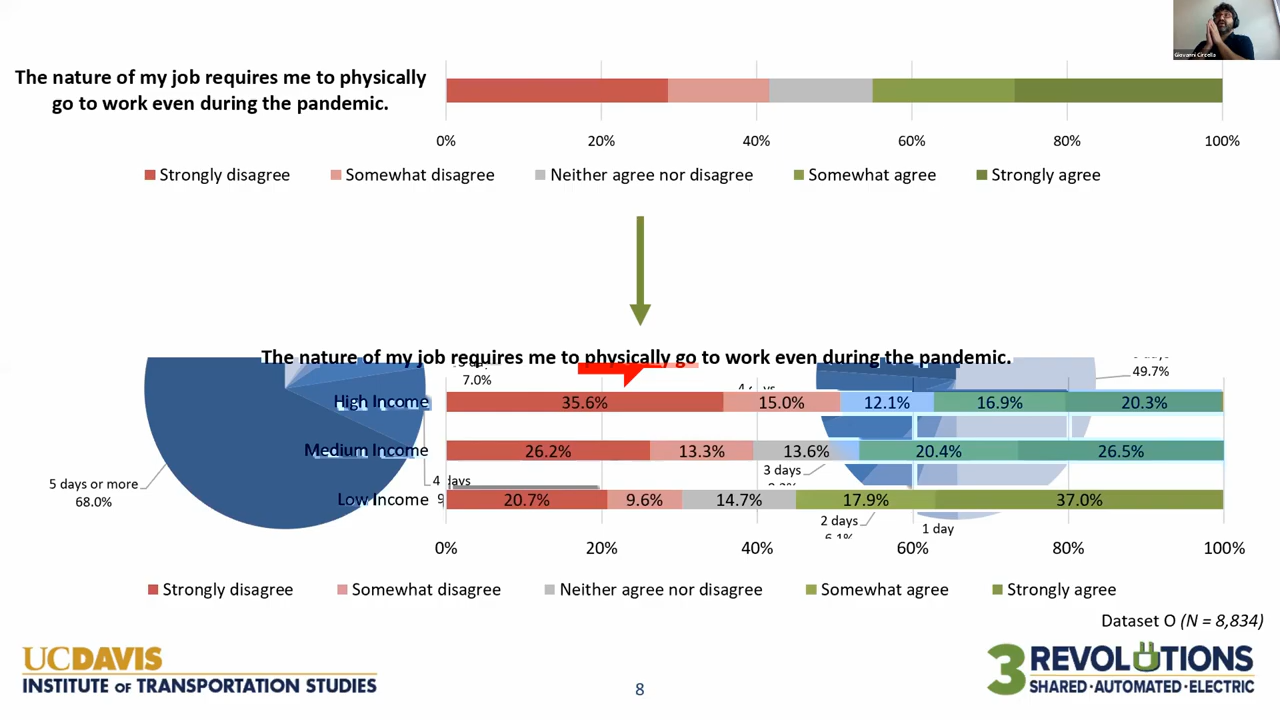 Giovanni Circella
The nature of my job requires me to physically
go to work even during the pandemic.
0% 20% 40% 60% 80% 100%
Strongly disagree Somewhat disagree Neither agree nor disagree Somewhat agree Strongly agree
The nature of my job requires me to physically go to work even during the pandemic.
7.0%
49.7%
High Income 35.6% 15.0% 12.1% 16.9% 20.3%
Medium Income 26.2% 13.3% 13.6% 20.4% 26.5%
3 days
5 days or more
68.0%
4 days
Low Income 20.7% 9.6% 14.7% 17.9% 37.0%
2 days
6.1%
1 day
0% 20% 40% 60% 80% 100%
Strongly disagree Somewhat disagree Neither agree nor disagree Somewhat agree Strongly agree
Dataset O (N = 8,834)
UCDAVIS
INSTITUTE OF TRANSPORTATION STUDIES
8
3 REVOLUTIONS
SHARED·AUTOMATED·ELECTRIC